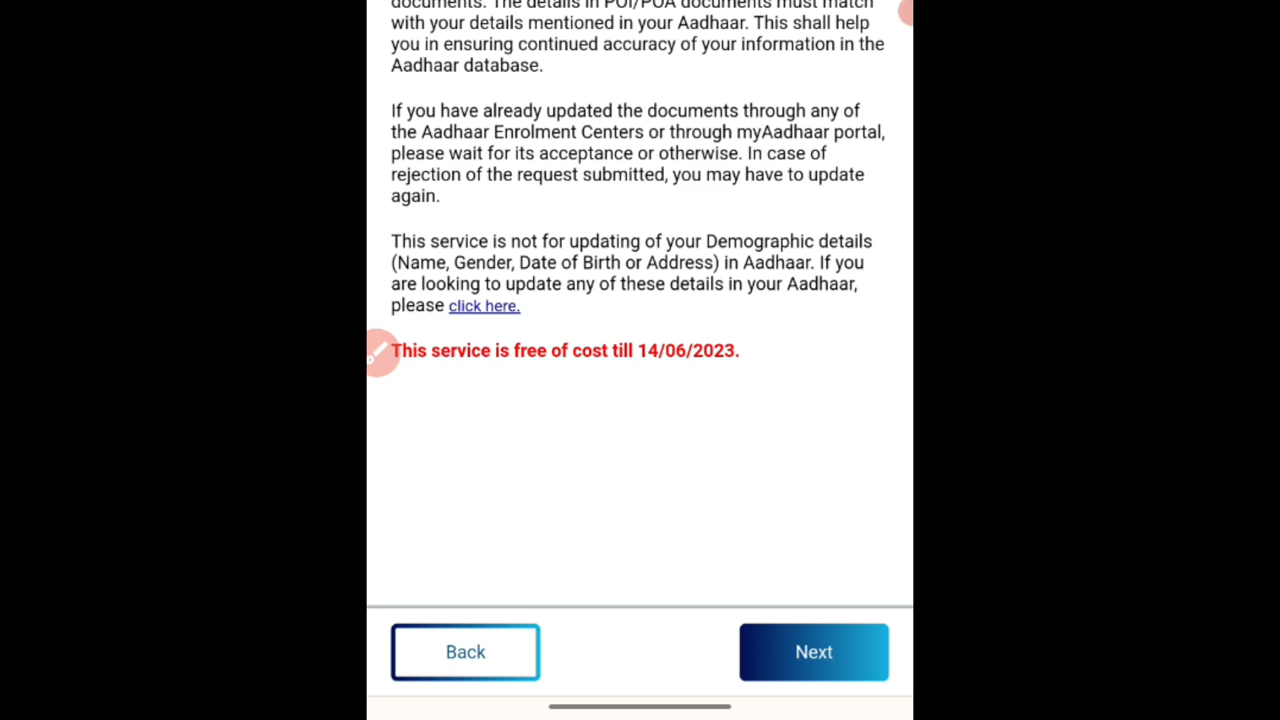 documents. The details in POI/POA documents must match
with your details mentioned in your Aadhaar. This shall help
you in ensuring continued accuracy of your information in the
Aadhaar database.
If you have already updated the documents through any of
the Aadhaar Enrolment Centers or through myAadhaar portal,
please wait for its acceptance or otherwise. In case of
rejection of the request submitted, you may have to update
again.
This service is not for updating of your Demographic details
(Name, Gender, Date of Birth or Address) in Aadhaar. If you
are looking to update any of these details in your Aadhaar,
please click here.
This service is free of cost till 14/06/2023.
Back
Next